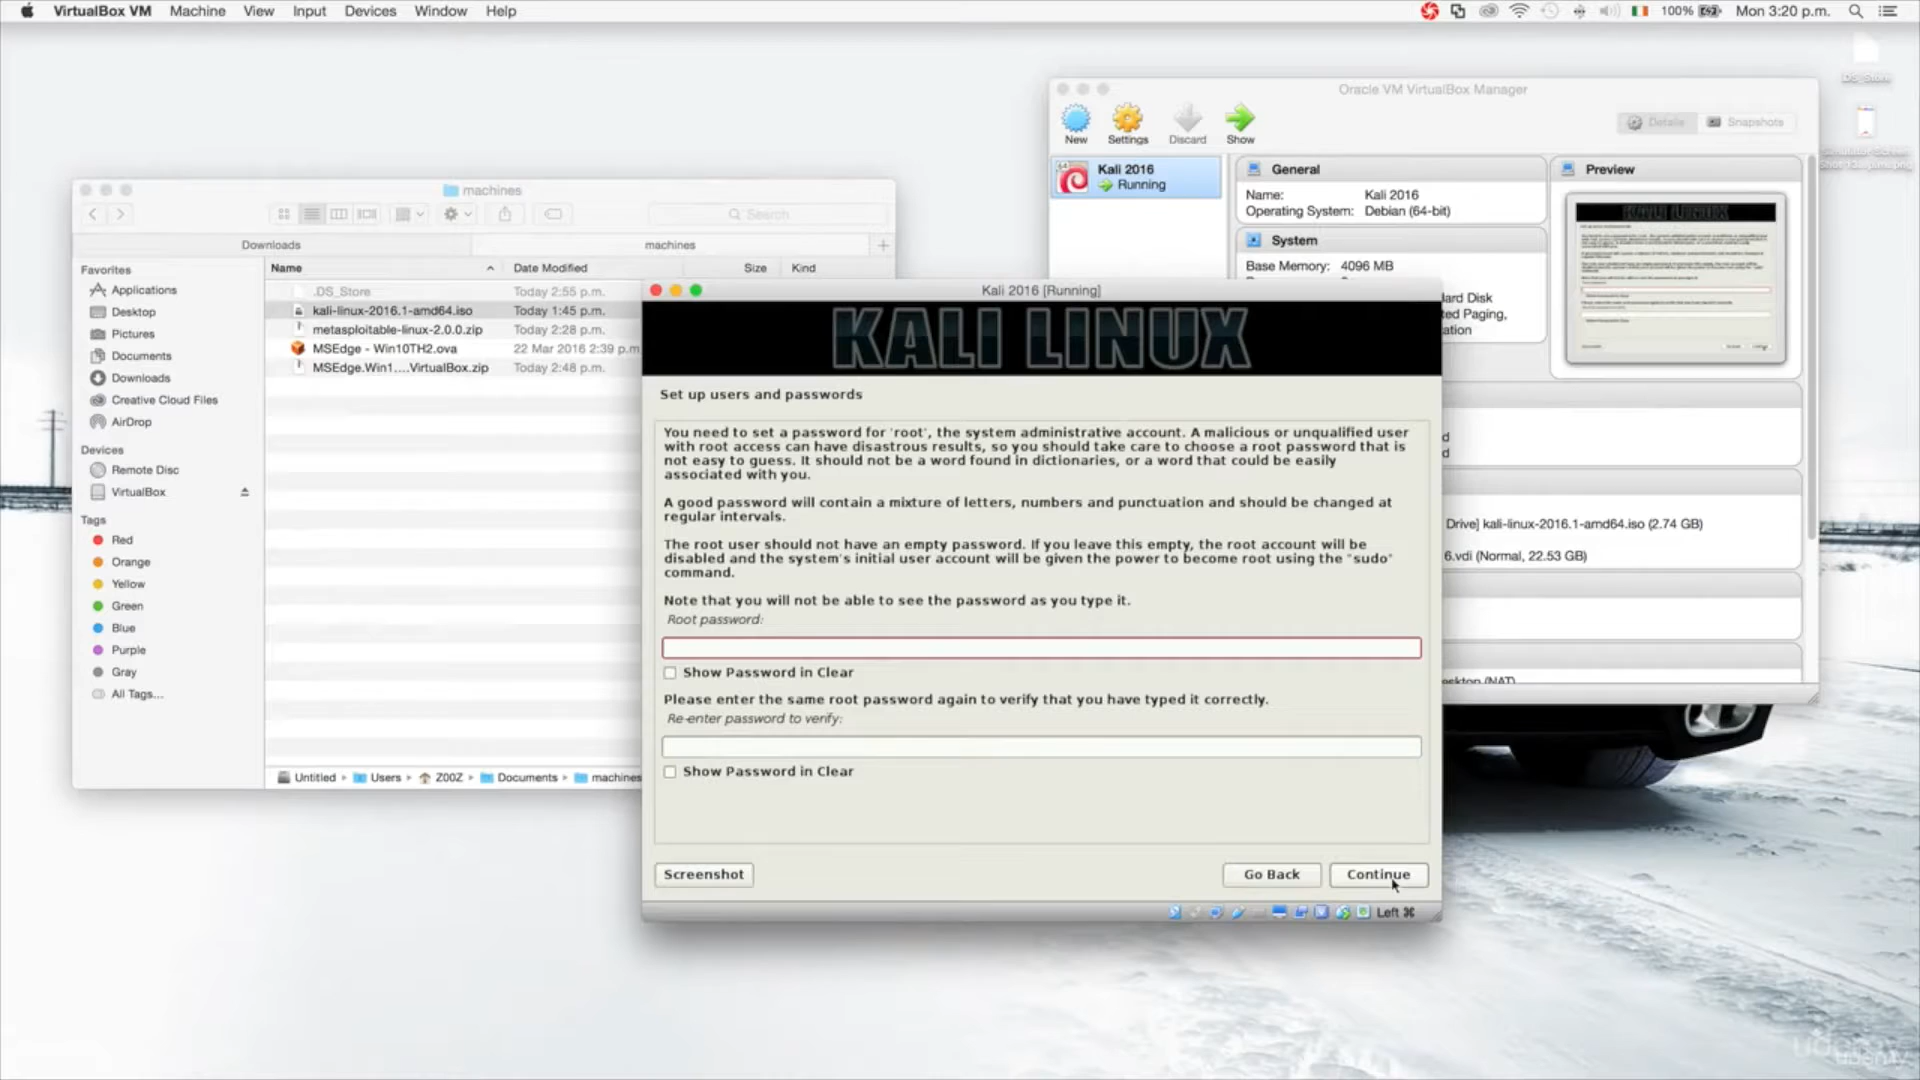 VirtualBox VM Machine View Input Devices Window Help
100% Mon 3:20 p.m.
DS_Store
Oracle VM VirtualBox Manager
New Settings Discard Show
Details Snapshots
Kali 2016
Running
General
Name: Kali 2016
Operating System: Debian (64-bit)
System
Base Memory: 4096 MB
Preview
KALI LINUX
lard Disk
ted Paging,
ation
d
d
Drive] kali-linux-2016.1-amd64.iso (2.74 GB)
6.vdi (Normal, 22.53 GB)
esktop (NAT)
machines
Search
Downloads machines
Name Date Modified Size Kind
Favorites
Applications
Desktop
Pictures
Documents
Downloads
Creative Cloud Files
AirDrop
Devices
Remote Disc
VirtualBox
Tags
Red
Orange
Yellow
Green
Blue
Purple
Gray
All Tags...
.DS_Store Today 2:55 p.m.
kali-linux-2016.1-amd64.iso Today 1:45 p.m.
metasploitable-linux-2.0.0.zip Today 2:28 p.m.
MSEdge - Win10TH2.ova 22 Mar 2016 2:39 p.m
MSEdge.Win1....VirtualBox.zip Today 2:48 p.m.
Untitled Users Z00Z Documents machines
Kali 2016 [Running]
KALI LINUX
Set up users and passwords
You need to set a password for 'root', the system administrative account. A malicious or unqualified user
with root access can have disastrous results, so you should take care to choose a root password that is
not easy to guess. It should not be a word found in dictionaries, or a word that could be easily
associated with you.
A good password will contain a mixture of letters, numbers and punctuation and should be changed at
regular intervals.
The root user should not have an empty password. If you leave this empty, the root account will be
disabled and the system's initial user account will be given the power to become root using the "sudo"
command.
Note that you will not be able to see the password as you type it.
Root password:
Show Password in Clear
Please enter the same root password again to verify that you have typed it correctly.
Re-enter password to verify:
Show Password in Clear
Screenshot Go Back Continue
Left ⌘
udemy